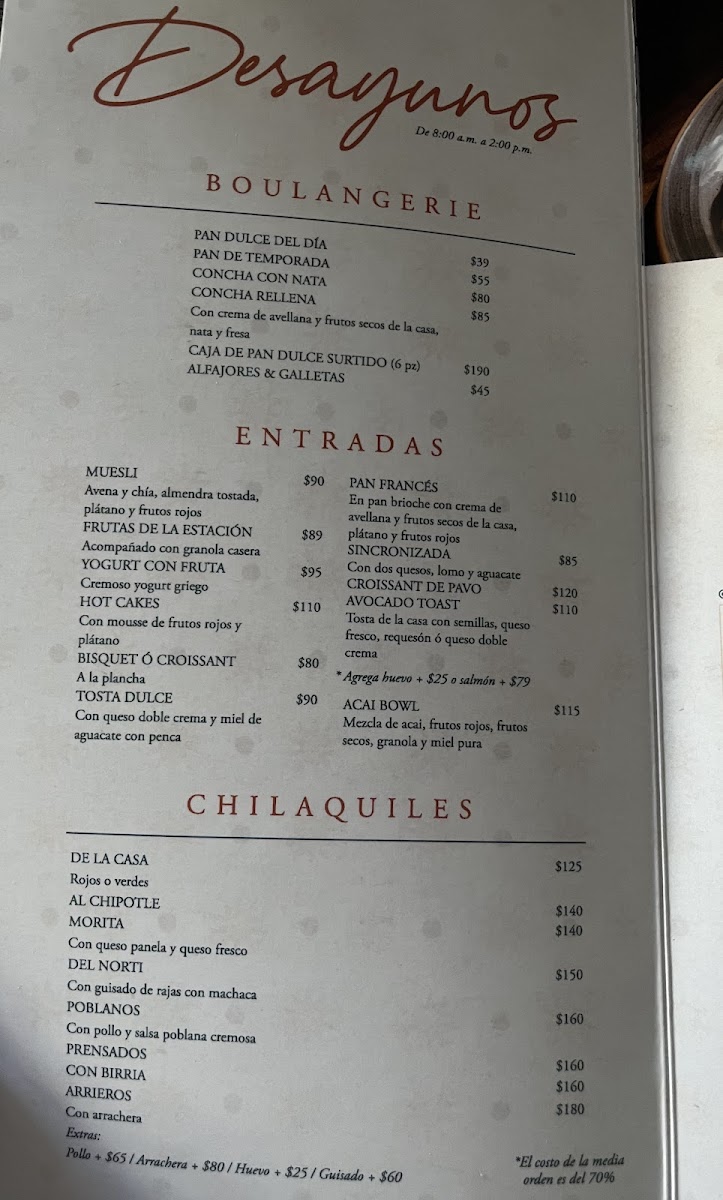 Desayunos
De 8:00 a.m. a 2:00 p.m.
BOULANGERIE
PAN DULCE DEL DÍA $39
PAN DE TEMPORADA $55
CONCHA CON NATA $80
CONCHA RELLENA $85
Con crema de avellana y frutos secos de la casa,
nata y fresa
CAJA DE PAN DULCE SURTIDO (6 pz) $190
ALFAJORES & GALLETAS $45
ENTRADAS
MUESLI $90
Avena y chía, almendra tostada,
plátano y frutos rojos
FRUTAS DE LA ESTACIÓN $89
Acompañado con granola casera
YOGURT CON FRUTA $95
Cremoso yogurt griego
HOT CAKES $110
Con mousse de frutos rojos y
plátano
BISQUET Ó CROISSANT $80
A la plancha
TOSTA DULCE $90
Con queso doble crema y miel de
aguacate con penca
PAN FRANCÉS $110
En pan brioche con crema de
avellana y frutos secos de la casa,
plátano y frutos rojos
SINCRONIZADA $85
Con dos quesos, lomo y aguacate
CROISSANT DE PAVO $120
AVOCADO TOAST $110
Tosta de la casa con semillas, queso
fresco, requesón ó queso doble
crema
*Agrega huevo + $25 o salmón + $79
ACAI BOWL $115
Mezcla de acai, frutos rojos, frutos
secos, granola y miel pura
CHILAQUILES
DE LA CASA $125
Rojos o verdes
AL CHIPOTLE $140
MORITA $140
Con queso panela y queso fresco
DEL NORTI $150
Con guisado de rajas con machaca
POBLANOS $160
Con pollo y salsa poblana cremosa
PRENSADOS $160
CON BIRRIA $160
ARRIEROS $180
Con arrachera
Extras:
Pollo + $65 / Arrachera + $80 / Huevo + $25 / Guisado + $60
*El costo de la media
orden es del 70%